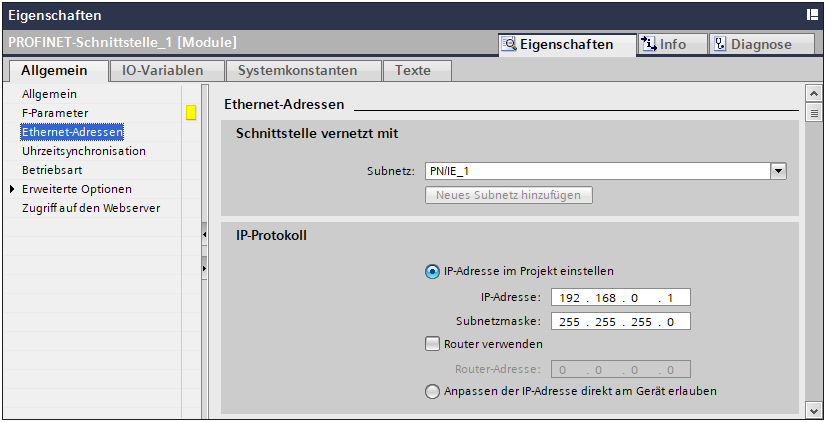 Eigenschaften
PROFINET-Schnittstelle_1 [Module]
Eigenschaften
Info
Diagnose
Allgemein
IO-Variablen
Systemkonstanten
Texte
Allgemein
F-Parameter
Ethernet-Adressen
Uhrzeitsynchronisation
Betriebsart
Erweiterte Optionen
Zugriff auf den Webserver
Ethernet-Adressen
Schnittstelle vernetzt mit
Subnetz: PN/IE_1
Neues Subnetz hinzufügen
IP-Protokoll
IP-Adresse im Projekt einstellen
IP-Adresse: 192 . 168 . 0 . 1
Subnetzmaske: 255 . 255 . 255 . 0
Router verwenden
Router-Adresse: 0 . 0 . 0 . 0
Anpassen der IP-Adresse direkt am Gerät erlauben